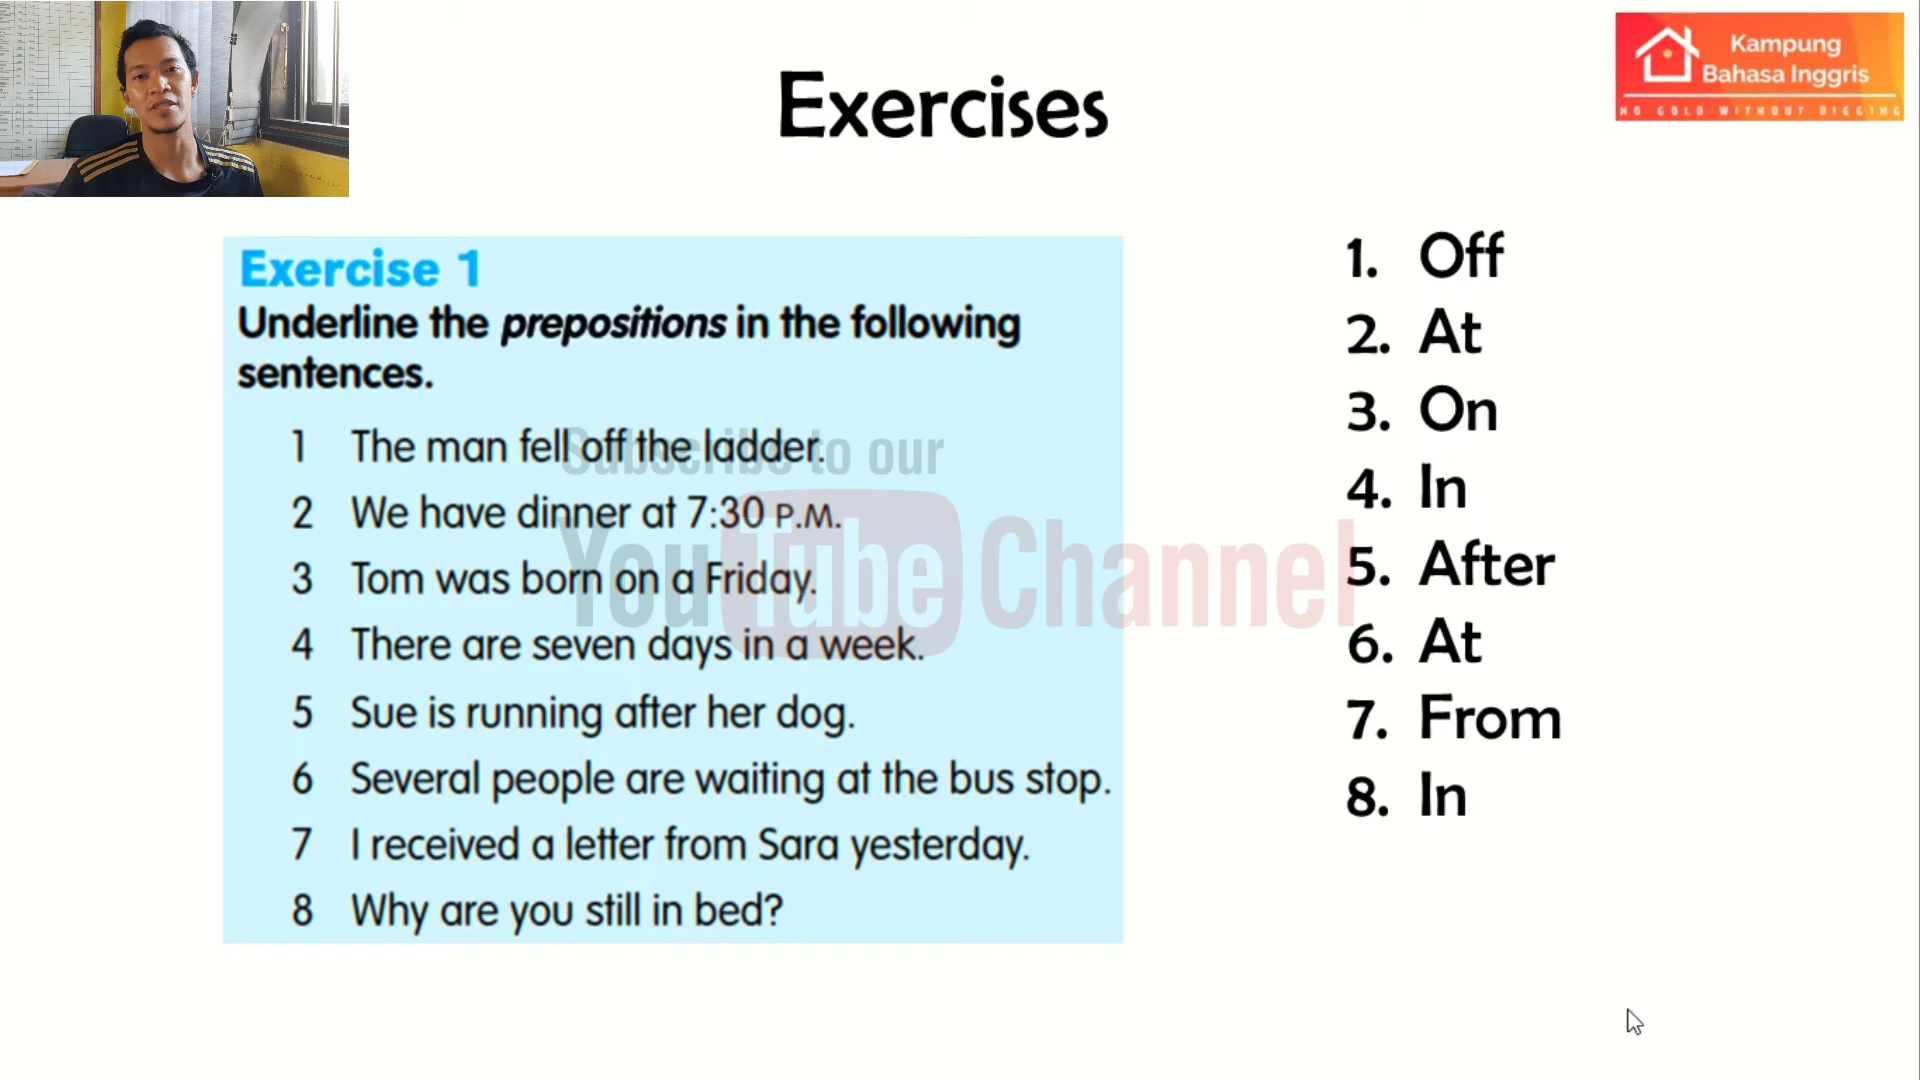 Exercises
Kampung
Bahasa Inggris
NO GOLD WITHOUT DIGGING
Exercise 1
Underline the prepositions in the following
sentences.
1 The man fell off the ladder.
2 We have dinner at 7:30 P.M.
3 Tom was born on a Friday.
4 There are seven days in a week.
5 Sue is running after her dog.
6 Several people are waiting at the bus stop.
7 I received a letter from Sara yesterday.
8 Why are you still in bed?
Subscribe to our
YouTube Channel
1. Off
2. At
3. On
4. In
5. After
6. At
7. From
8. In